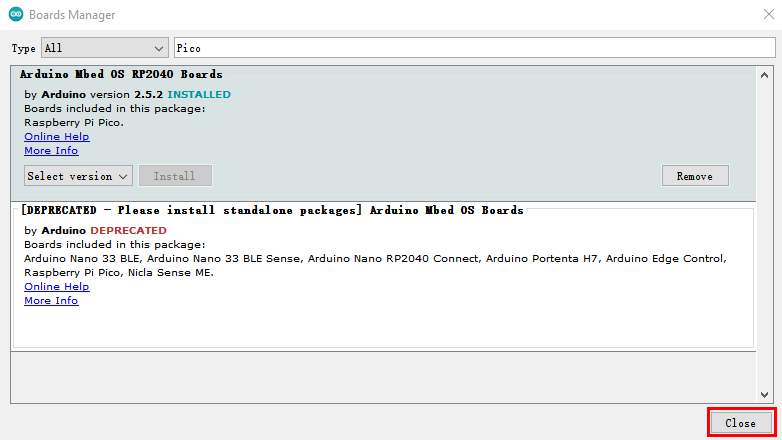 Boards Manager
Type All Pico
Arduino Mbed OS RP2040 Boards
by Arduino version 2.5.2 INSTALLED
Boards included in this package:
Raspberry Pi Pico.
Online Help
More Info
Select version Install Remove
[DEPRECATED - Please install standalone packages] Arduino Mbed OS Boards
by Arduino DEPRECATED
Boards included in this package:
Arduino Nano 33 BLE, Arduino Nano 33 BLE Sense, Arduino Nano RP2040 Connect, Arduino Portenta H7, Arduino Edge Control,
Raspberry Pi Pico, Nicla Sense ME.
Online Help
More Info
Close